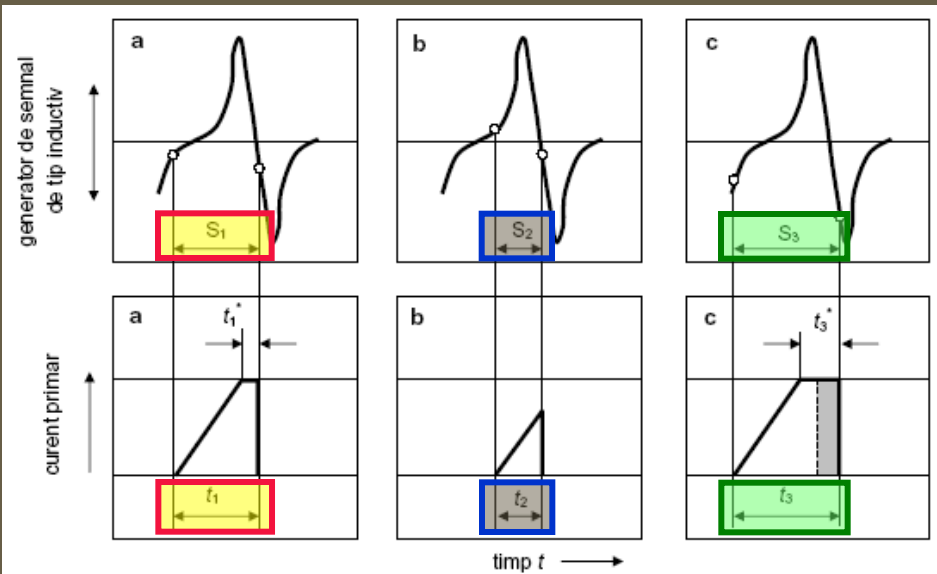 generator de semnal
de tip inductiv
a
b
c
S₁
S₂
S₃
curent primar
a
b
c
t₁*
t₃*
t₁
t₂
t₃
timp t